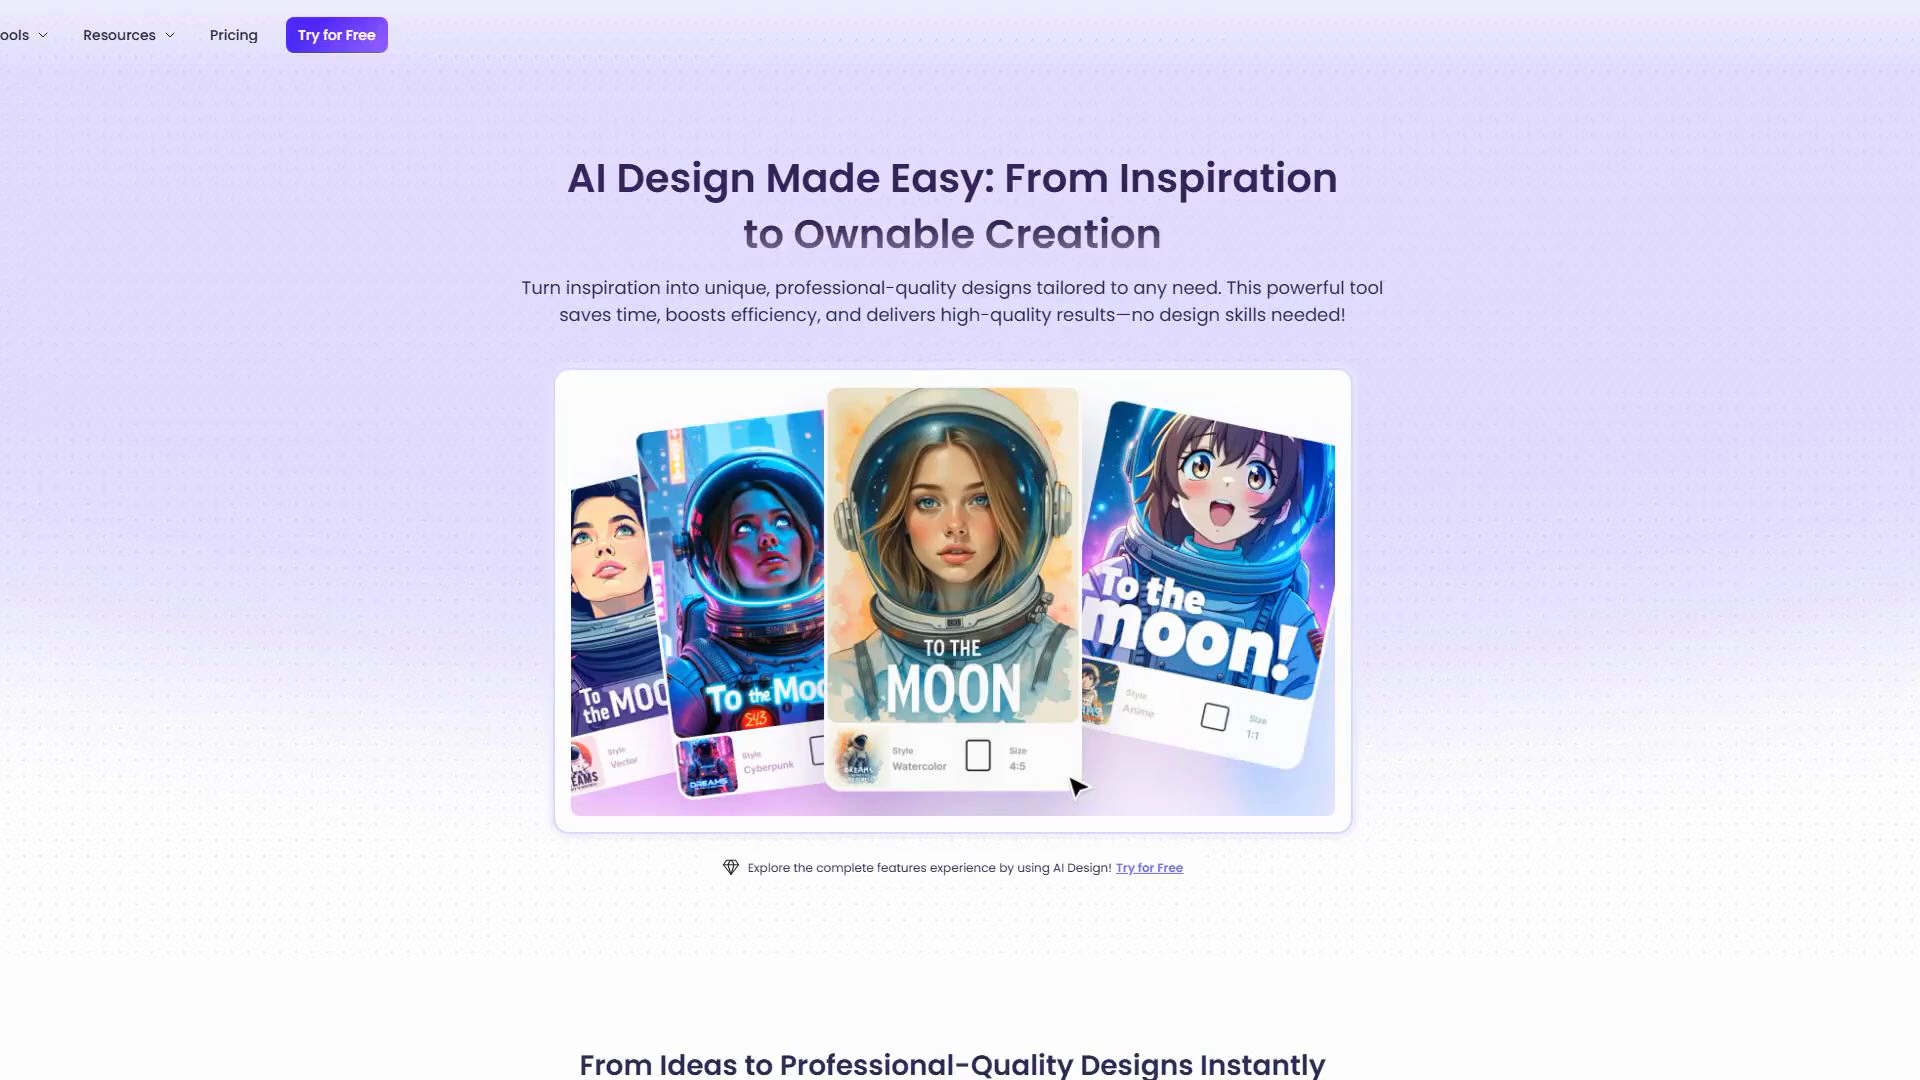 ools
Resources
Pricing
Try for Free
AI Design Made Easy: From Inspiration
to Ownable Creation
Turn inspiration into unique, professional-quality designs tailored to any need. This powerful tool
saves time, boosts efficiency, and delivers high-quality results—no design skills needed!
To
the MOO
Style
Vector
To the Moo
Style
Cyberpunk
DREAMS
TO THE
MOON
Style
Watercolor
Size
4:5
DREAMS
To the
moon!
Style
Anime
Size
1:1
Explore the complete features experience by using AI Design! Try for Free
From Ideas to Professional-Quality Designs Instantly